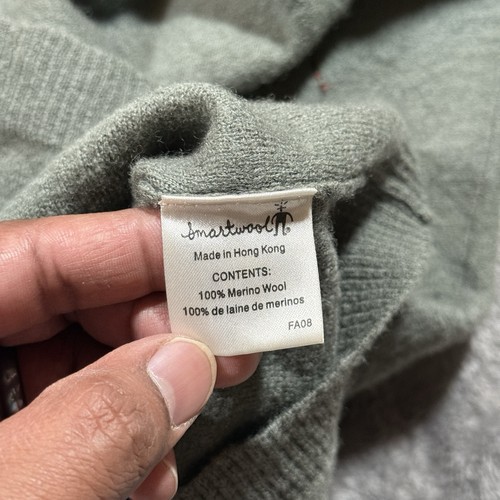 Smartwool
Made in Hong Kong
CONTENTS:
100% Merino Wool
100% de laine de merinos
FA08